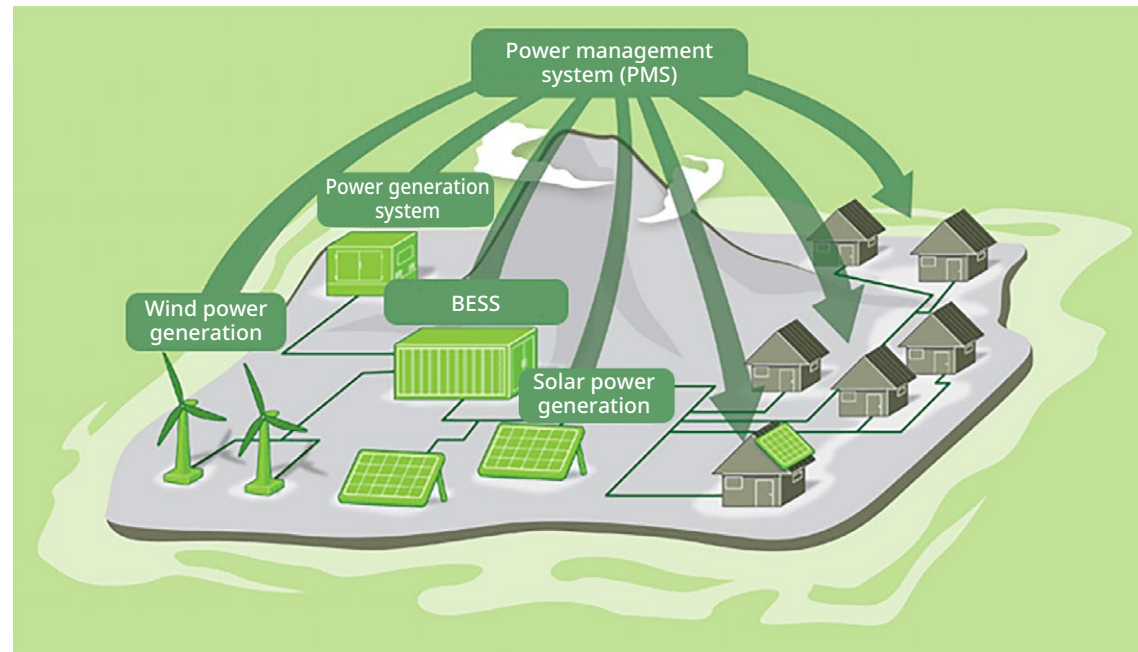 Power management
system (PMS)
Power generation
system
Wind power
generation
BESS
Solar power
generation